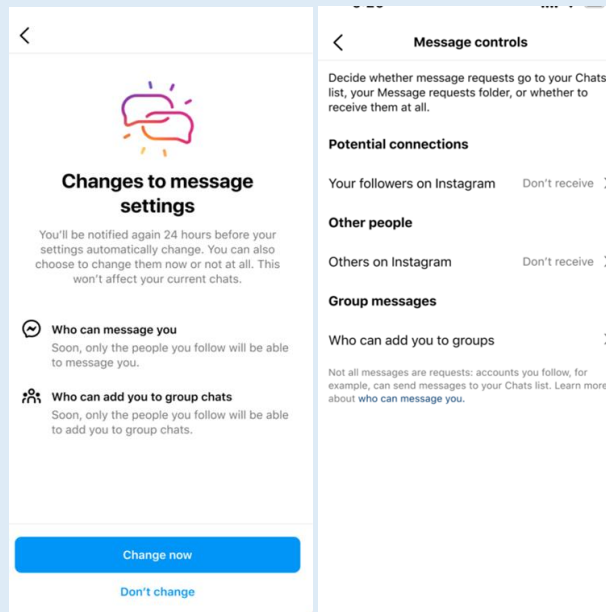 Changes to message
settings
You'll be notified again 24 hours before your
settings automatically change. You can also
choose to change them now or not at all. This
won't affect your current chats.
Who can message you
Soon, only the people you follow will be able
to message you.
Who can add you to group chats
Soon, only the people you follow will be able
to add you to group chats.
Change now
Don't change
Message controls
Decide whether message requests go to your Chats
list, your Message requests folder, or whether to
receive them at all.
Potential connections
Your followers on Instagram Don't receive
Other people
Others on Instagram Don't receive
Group messages
Who can add you to groups
Not all messages are requests: accounts you follow, for
example, can send messages to your Chats list. Learn more
about who can message you.